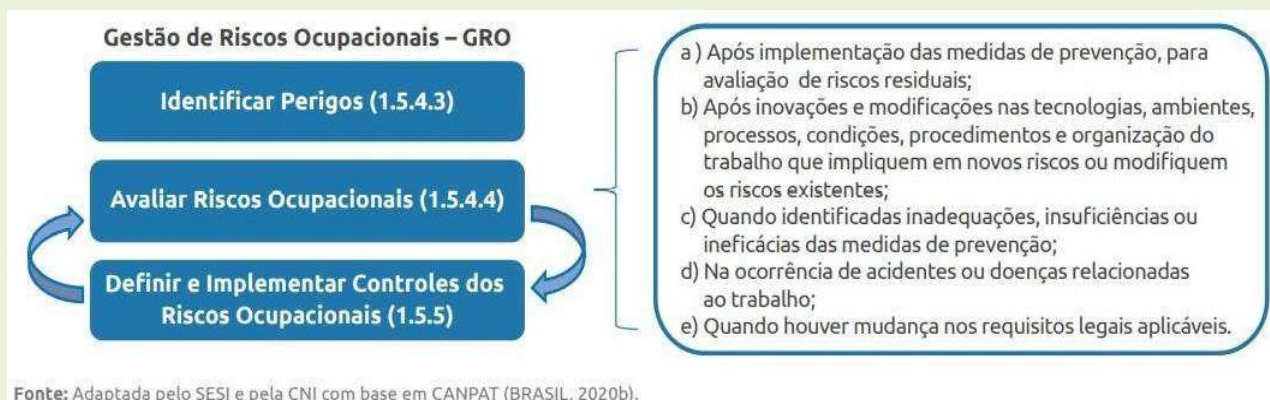 Gestão de Riscos Ocupacionais – GRO
Identificar Perigos (1.5.4.3)
Avaliar Riscos Ocupacionais (1.5.4.4)
Definir e Implementar Controles dos
Riscos Ocupacionais (1.5.5)
a ) Após implementação das medidas de prevenção, para
avaliação de riscos residuais;
b) Após inovações e modificações nas tecnologias, ambientes,
processos, condições, procedimentos e organização do
trabalho que impliquem em novos riscos ou modifiquem
os riscos existentes;
c) Quando identificadas inadequações, insuficiências ou
ineficácias das medidas de prevenção;
d) Na ocorrência de acidentes ou doenças relacionadas
ao trabalho;
e) Quando houver mudança nos requisitos legais aplicáveis.
Fonte: Adaptada pelo SESI e pela CNI com base em CANPAT (BRASIL, 2020b).